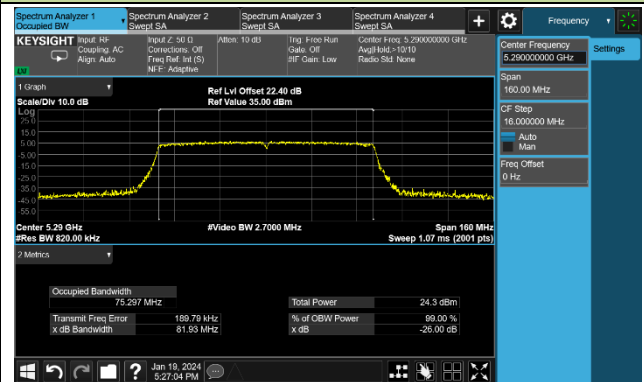 Spectrum Analyzer 1
Occupied BW
Spectrum Analyzer 2
Swept SA
Spectrum Analyzer 3
Swept SA
Spectrum Analyzer 4
Swept SA
+
Frequency
KEYSIGHT
Input: RF
Coupling: AC
Align: Auto
Input Z: 50 Ω
Corrections: Off
Freq Ref: Int (S)
NFE: Adaptive
Atten: 10 dB
Trig: Free Run
Gate: Off
#IF Gain: Low
Center Freq: 5.290000000 GHz
Avg|Hold:>10/10
Radio Std: None
LXI
Center Frequency
5.290000000 GHz
Settings
Span
160.00 MHz
CF Step
16.000000 MHz
Auto
Man
Freq Offset
0 Hz
1 Graph
Scale/Div 10.0 dB
Ref Lvl Offset 22.40 dB
Ref Value 35.00 dBm
Log
25.0
15.0
5.00
-5.00
-15.0
-25.0
-35.0
-45.0
-55.0
Center 5.29 GHz
#Res BW 820.00 kHz
#Video BW 2.7000 MHz
Span 160 MHz
Sweep 1.07 ms (2001 pts)
2 Metrics
Occupied Bandwidth
75.297 MHz
Total Power 24.3 dBm
Transmit Freq Error 189.79 kHz
% of OBW Power 99.00 %
x dB Bandwidth 81.93 MHz
x dB -26.00 dB
?
Jan 19, 2024
5:27:04 PM